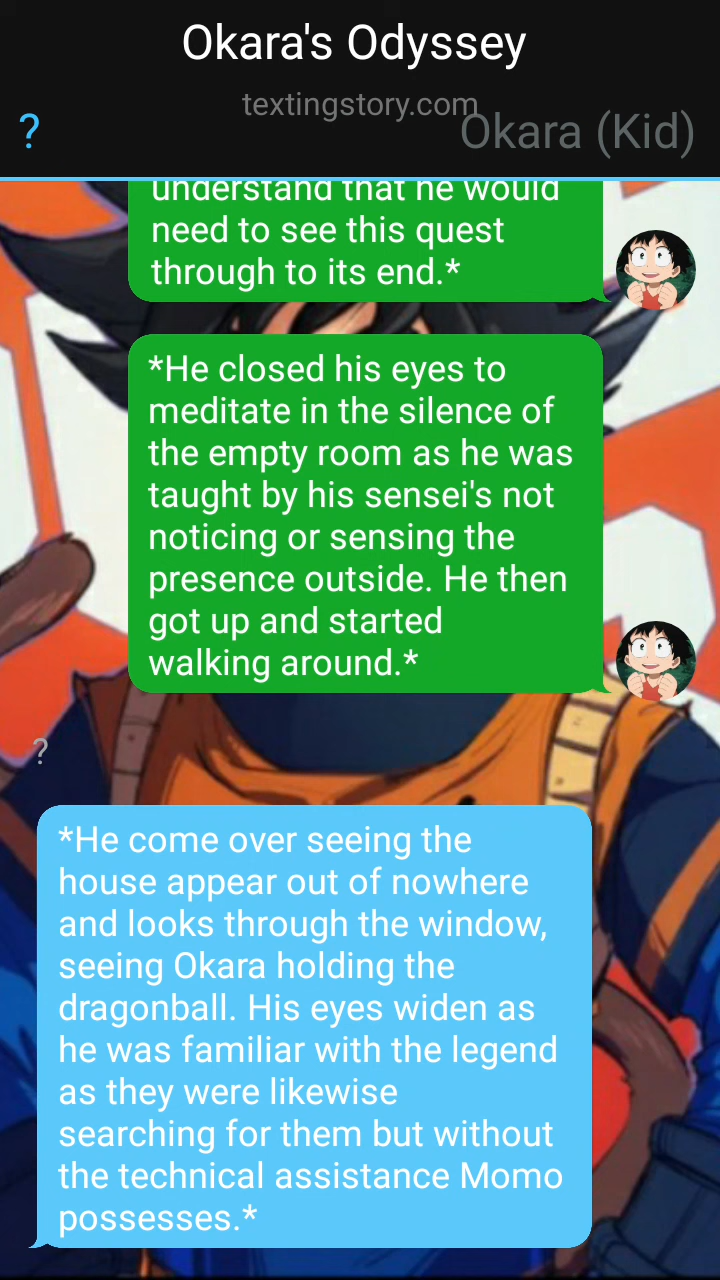 Okara's Odyssey
textingstory.com
?
Okara (Kid)
understand that he would
need to see this quest
through to its end.*
*He closed his eyes to
meditate in the silence of
the empty room as he was
taught by his sensei's not
noticing or sensing the
presence outside. He then
got up and started
walking around.*
?
*He come over seeing the
house appear out of nowhere
and looks through the window,
seeing Okara holding the
dragonball. His eyes widen as
he was familiar with the legend
as they were likewise
searching for them but without
the technical assistance Momo
possesses.*